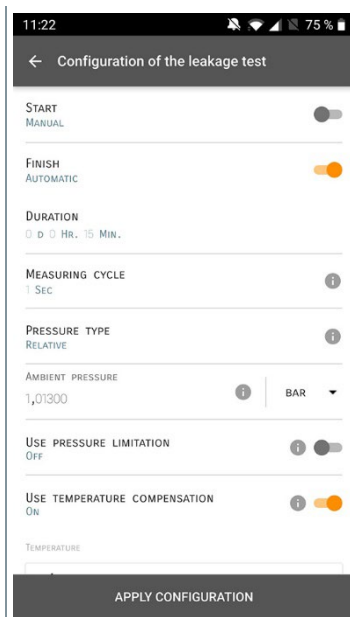 11:22
75 %
Configuration of the leakage test
START
MANUAL
FINISH
AUTOMATIC
DURATION
0 D 0 HR. 15 MIN.
MEASURING CYCLE
1 SEC
PRESSURE TYPE
RELATIVE
AMBIENT PRESSURE
1,01300
BAR
USE PRESSURE LIMITATION
OFF
USE TEMPERATURE COMPENSATION
ON
TEMPERATURE
APPLY CONFIGURATION